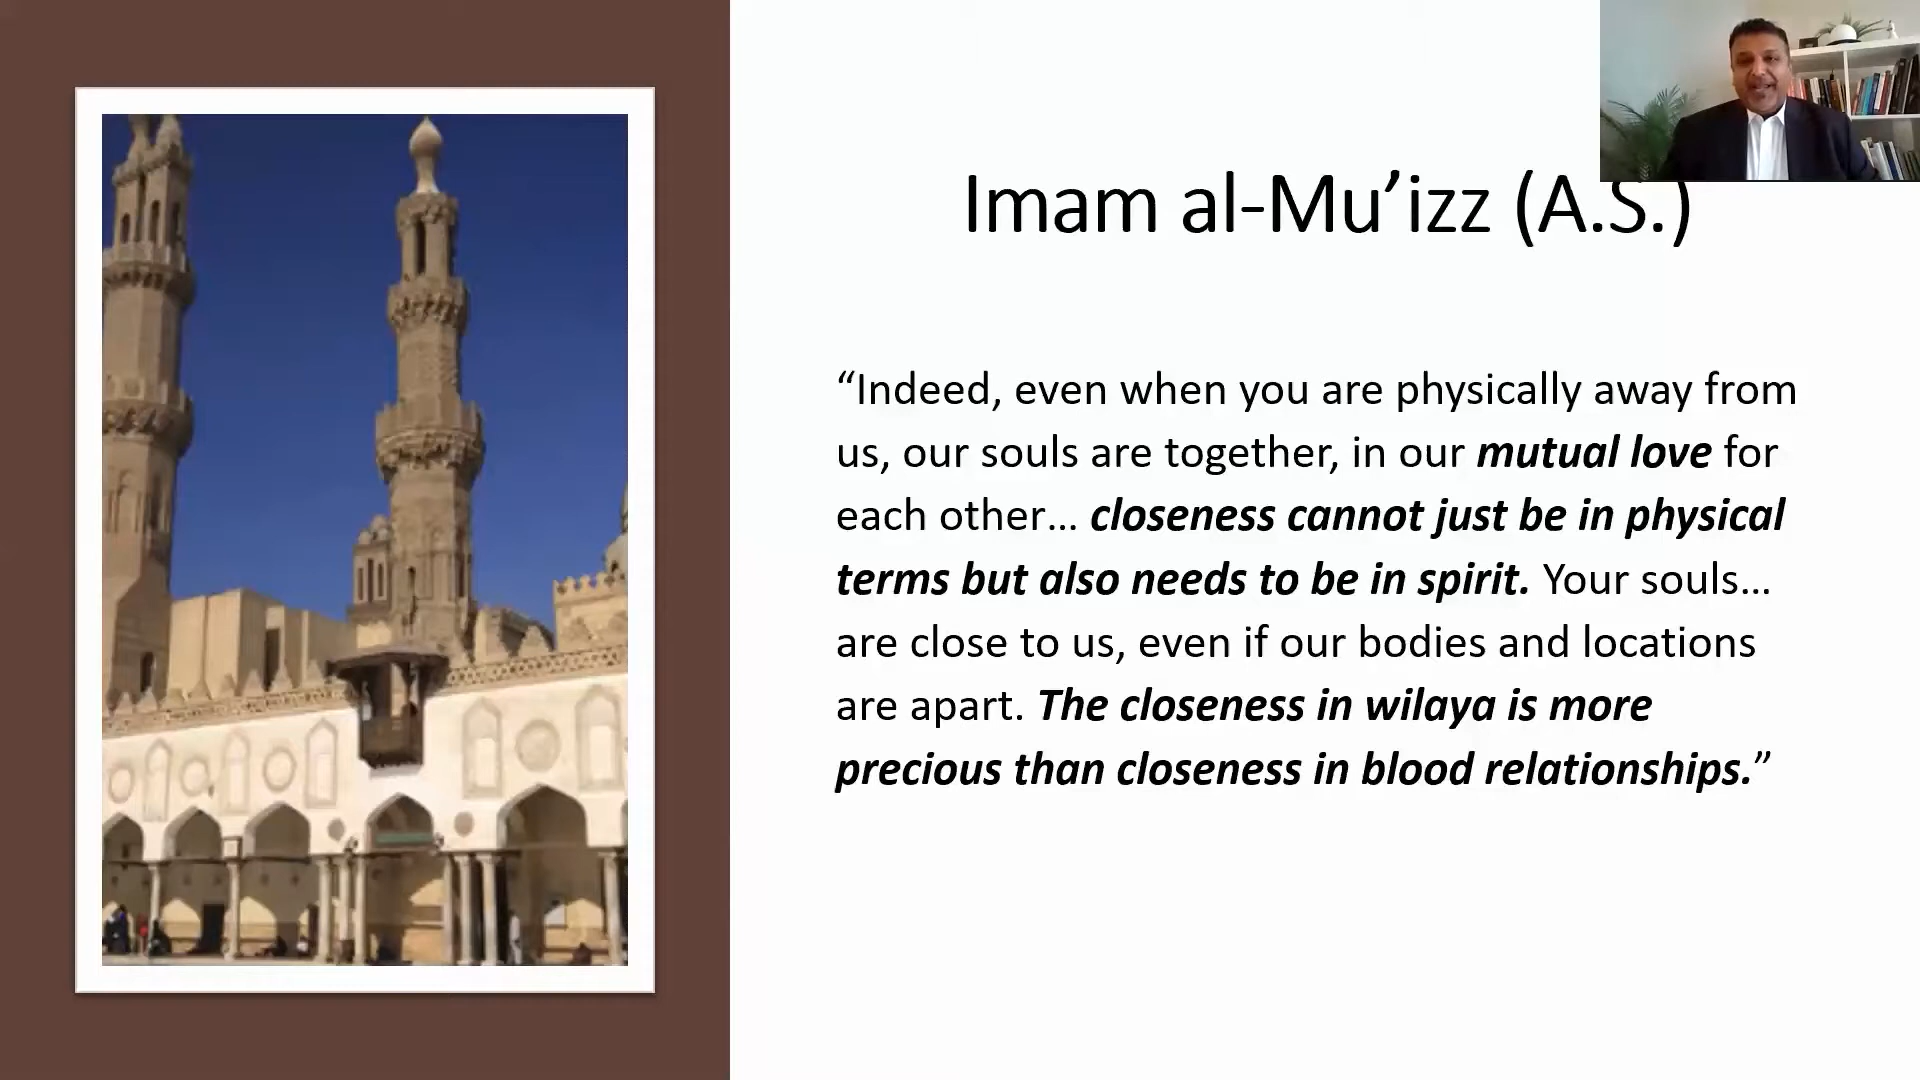 Imam al-Mu’izz (A.S.)
“Indeed, even when you are physically away from
us, our souls are together, in our mutual love for
each other… closeness cannot just be in physical
terms but also needs to be in spirit. Your souls…
are close to us, even if our bodies and locations
are apart. The closeness in wilaya is more
precious than closeness in blood relationships.”